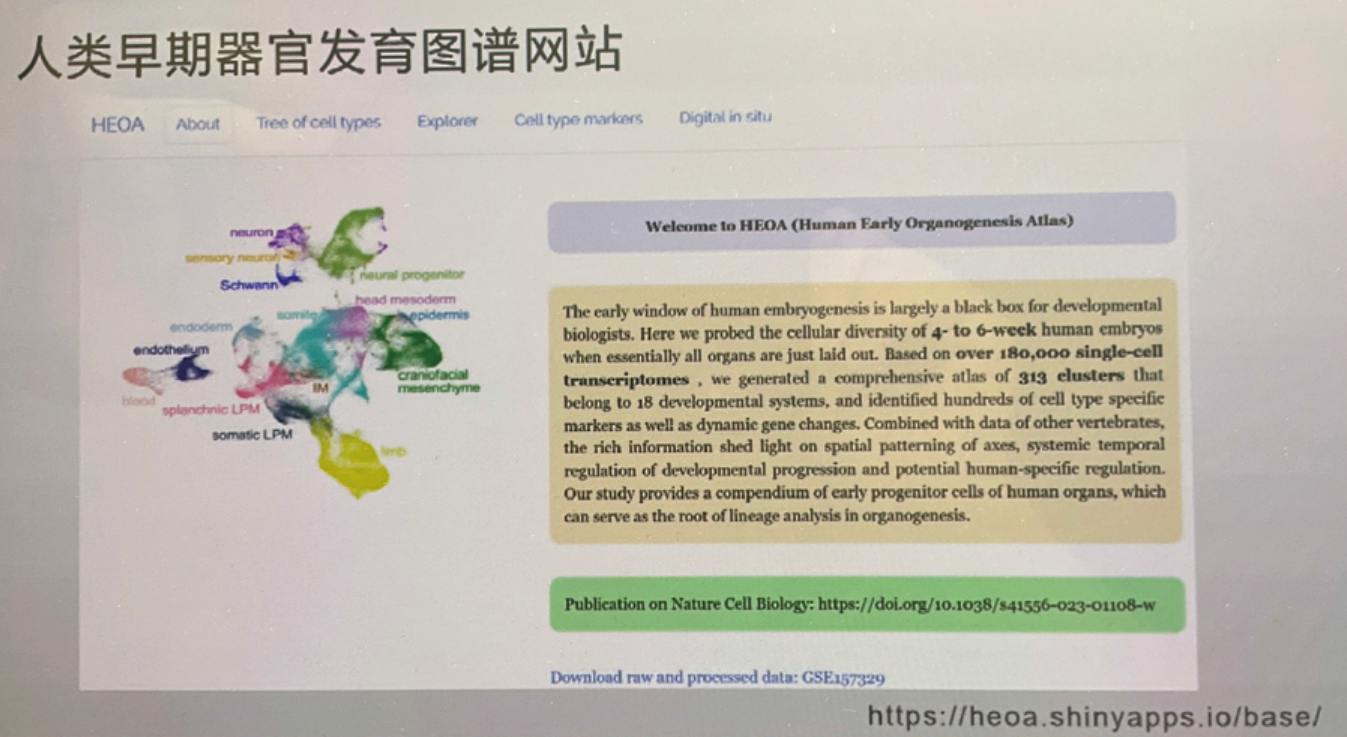 人类早期器官发育图谱网站
HEOA About Tree of cell types Explorer Cell type markers Digital in situ
neuron
sensory neuron
Schwann
neural progenitor
head mesoderm
somite
epidermis
endoderm
endothelium
craniofacial
mesenchyme
IM
blood
splanchnic LPM
somatic LPM
limb
Welcome to HEOA (Human Early Organogenesis Atlas)
The early window of human embryogenesis is largely a black box for developmental
biologists. Here we probed the cellular diversity of 4- to 6-week human embryos
when essentially all organs are just laid out. Based on over 180,000 single-cell
transcriptomes , we generated a comprehensive atlas of 313 clusters that
belong to 18 developmental systems, and identified hundreds of cell type specific
markers as well as dynamic gene changes. Combined with data of other vertebrates,
the rich information shed light on spatial patterning of axes, systemic temporal
regulation of developmental progression and potential human-specific regulation.
Our study provides a compendium of early progenitor cells of human organs, which
can serve as the root of lineage analysis in organogenesis.
Publication on Nature Cell Biology: https://doi.org/10.1038/s41556-023-01108-w
Download raw and processed data: GSE157329
https://heoa.shinyapps.io/base/